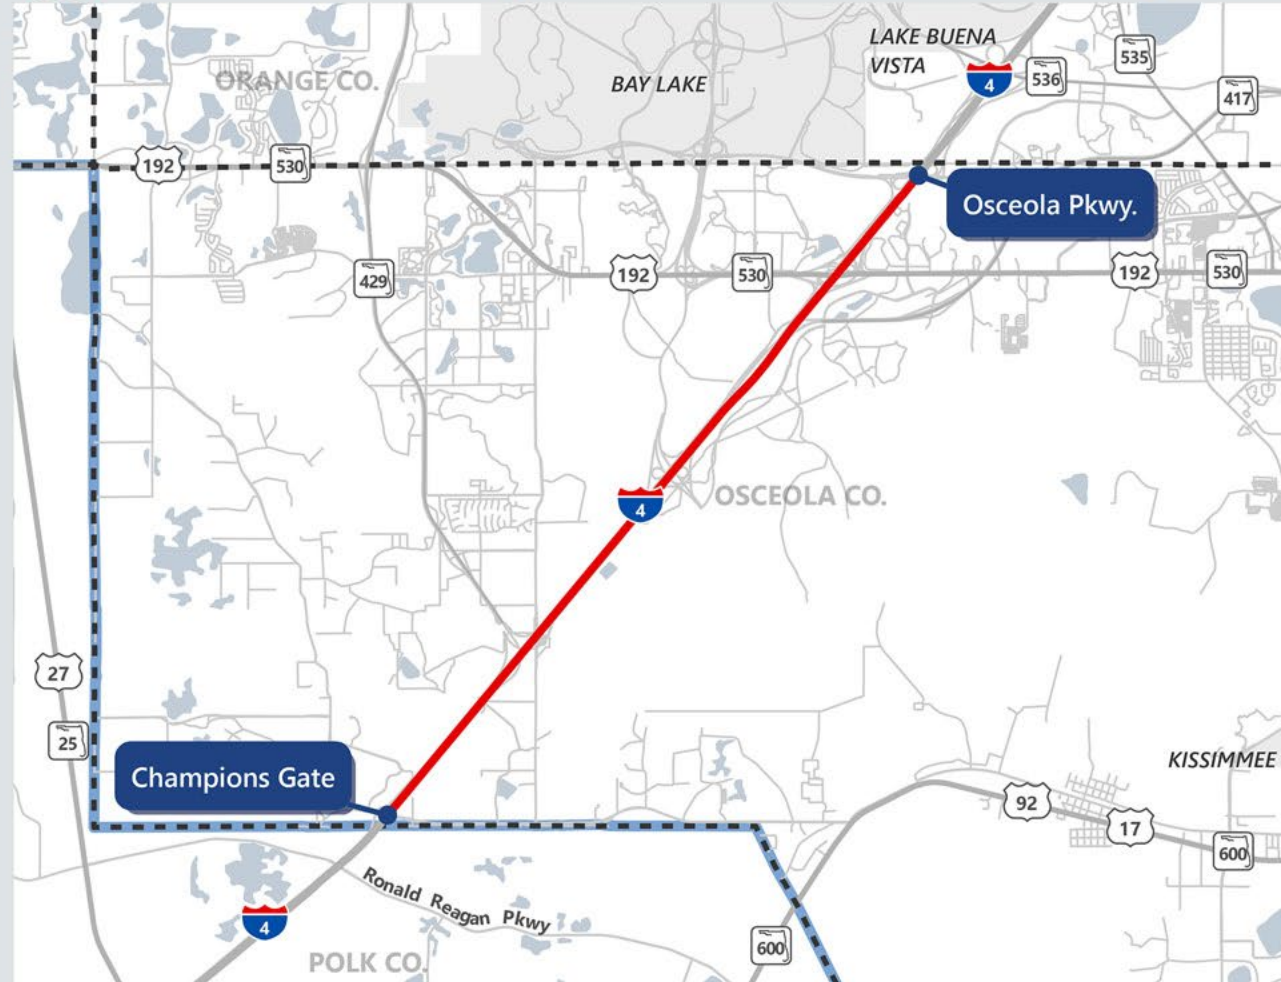 LAKE BUENA
VISTA
535
4
536
ORANGE CO.
BAY LAKE
417
192
530
Osceola Pkwy.
429
192
530
192
530
4
OSCEOLA CO.
27
25
Champions Gate
KISSIMMEE
92
17
600
Ronald Reagan Pkwy
4
600
POLK CO.